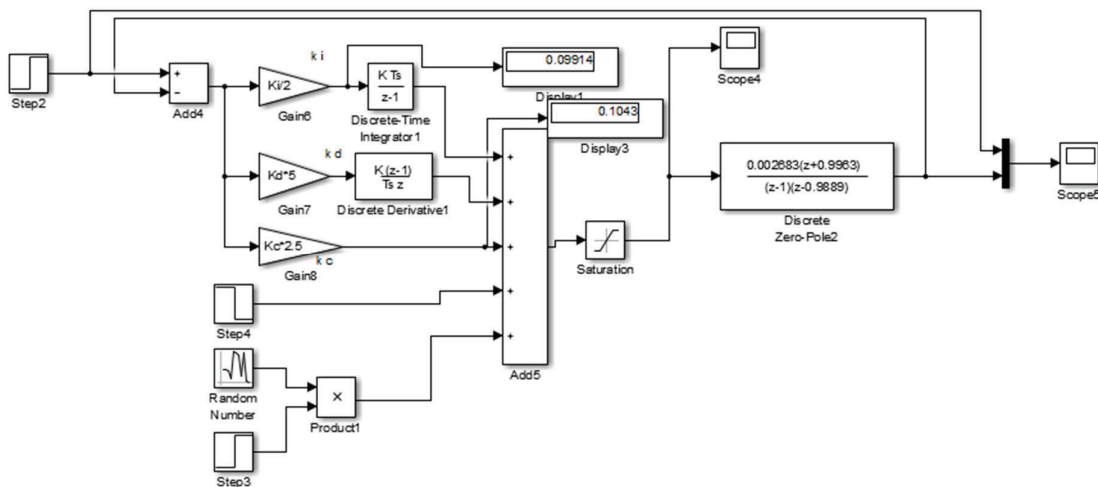 Step2
+
−
Add4
k i
Ki/2
Gain6
K Ts
z-1
Discrete-Time
Integrator1
0.09914
Display1
0.1043
Display3
Scope4
k d
Kd*5
Gain7
K (z-1)
Ts z
Discrete Derivative1
Kc*2.5
k c
Gain8
+
+
+
+
+
Add5
Saturation
0.002683(z+0.9963)
(z-1)(z-0.9889)
Discrete
Zero-Pole2
Scope5
Step4
Random
Number
×
Product1
Step3